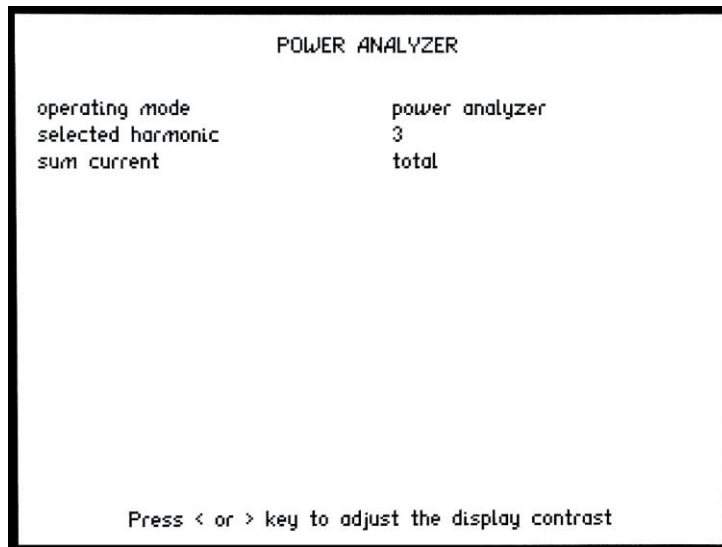 POWER ANALYZER
operating mode power analyzer
selected harmonic 3
sum current total
Press < or > key to adjust the display contrast